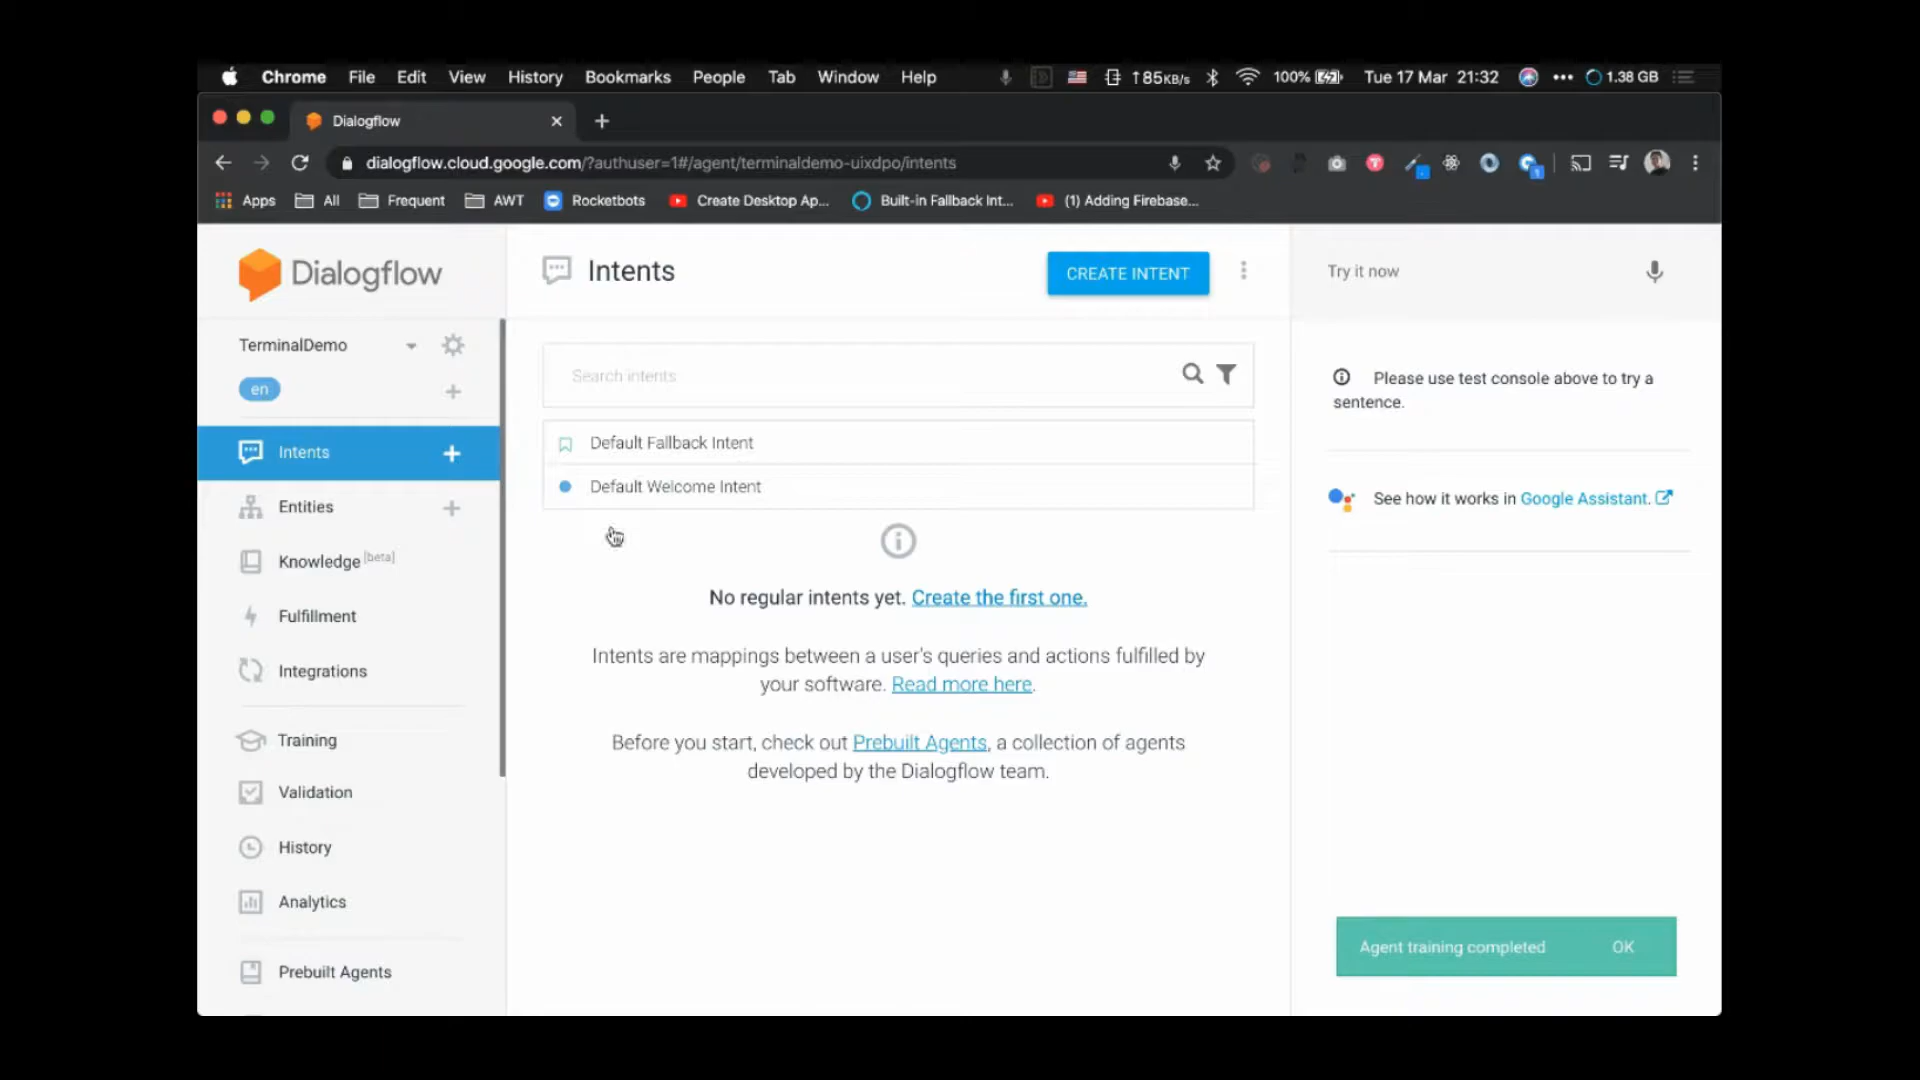 Chrome File Edit View History Bookmarks People Tab Window Help ↑85KB/s 100% Tue 17 Mar 21:32 1.38 GB
Dialogflow
dialogflow.cloud.google.com/?authuser=1#/agent/terminaldemo-uixdpo/intents
Apps All Frequent AWT Rocketbots Create Desktop Ap... Built-in Fallback Int... (1) Adding Firebase...
Dialogflow
TerminalDemo
en
Intents
Entities
Knowledge [beta]
Fulfillment
Integrations
Training
Validation
History
Analytics
Prebuilt Agents
Intents
CREATE INTENT
Search intents
Default Fallback Intent
Default Welcome Intent
No regular intents yet. Create the first one.
Intents are mappings between a user's queries and actions fulfilled by
your software. Read more here.
Before you start, check out Prebuilt Agents, a collection of agents
developed by the Dialogflow team.
Try it now
Please use test console above to try a
sentence.
See how it works in Google Assistant.
Agent training completed OK